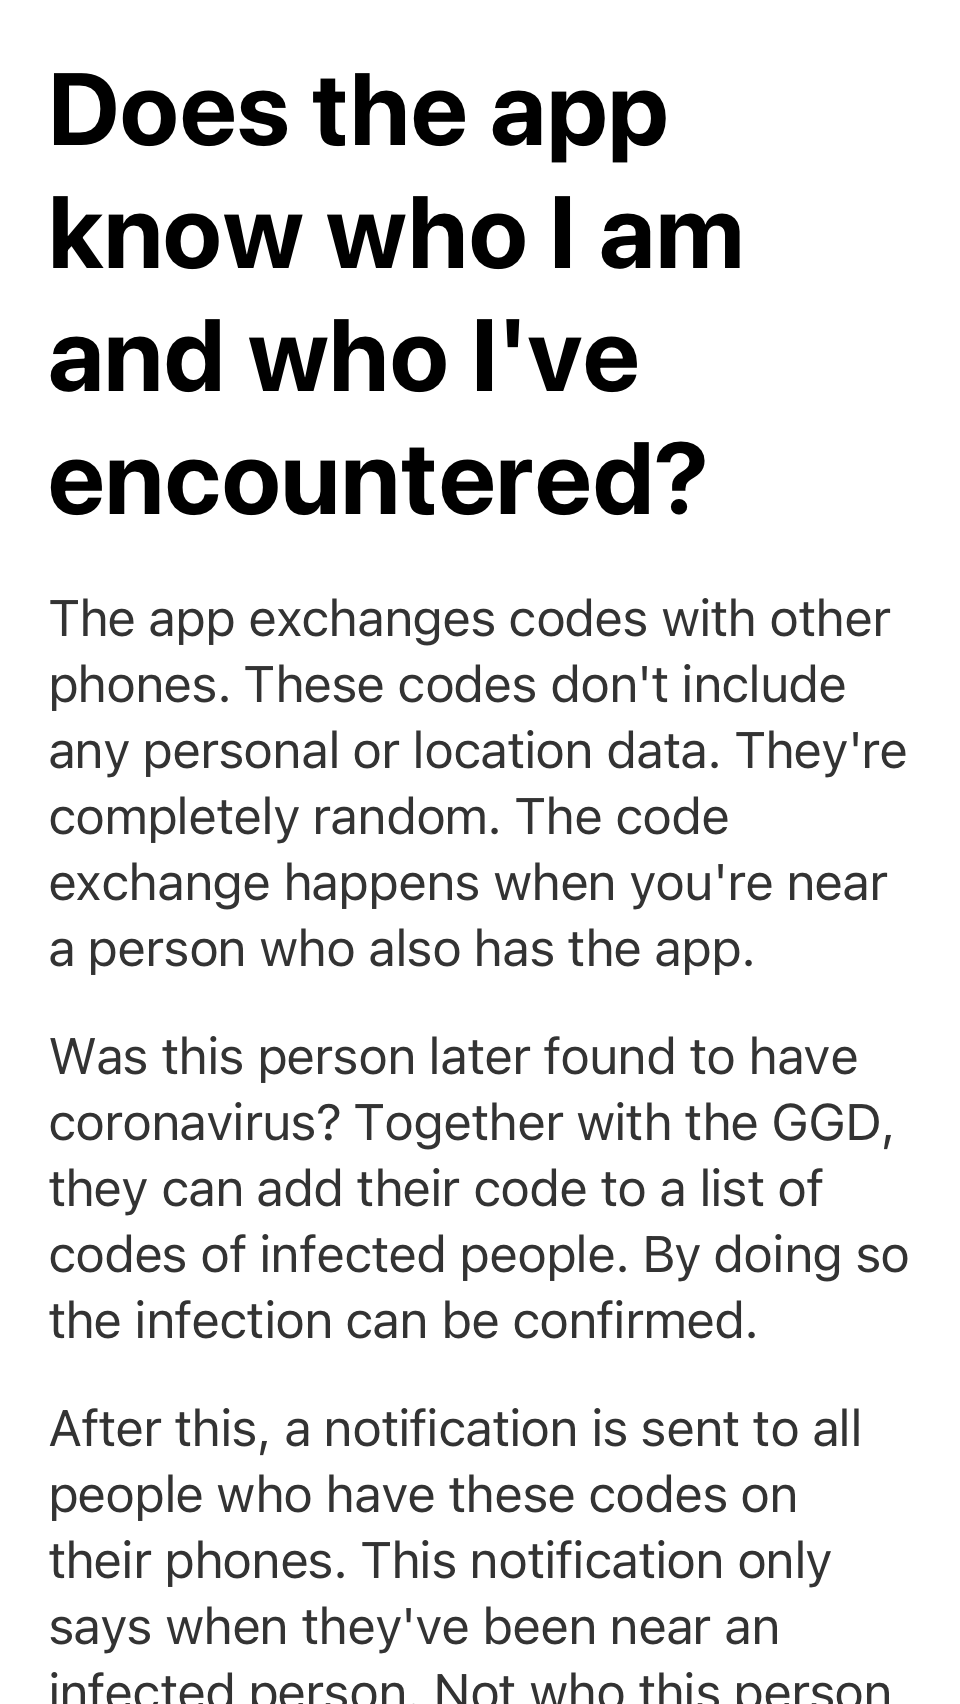 Does the app
know who I am
and who I've
encountered?
The app exchanges codes with other
phones. These codes don't include
any personal or location data. They're
completely random. The code
exchange happens when you're near
a person who also has the app.
Was this person later found to have
coronavirus? Together with the GGD,
they can add their code to a list of
codes of infected people. By doing so
the infection can be confirmed.
After this, a notification is sent to all
people who have these codes on
their phones. This notification only
says when they've been near an
infected person. Not who this person